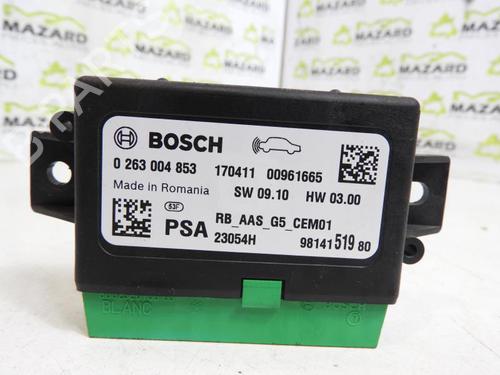 MAZARD
MAZARD
MAZARD
MAZARD
BOSCH
0 263 004 853 170411 00961665
Made in Romania SW 09.10 HW 03.00
53F RB_AAS_G5_CEM01
PSA 23054H 98141519 80
BLANC